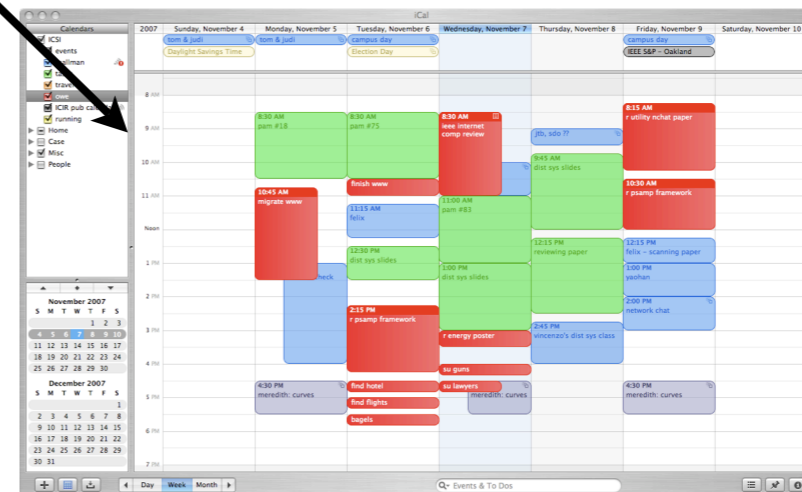 iCal
Calendars
2007
Sunday, November 4
Monday, November 5
Tuesday, November 6
Wednesday, November 7
Thursday, November 8
Friday, November 9
Saturday, November 10
tom & judi
tom & judi
campus day
campus day
Daylight Savings Time
Election Day
IEEE S&P - Oakland
ICSI
events
travel
owe
ICIR pub
running
Home
Case
Misc
People
8 AM
9 AM
10 AM
11 AM
Noon
1 PM
2 PM
3 PM
4 PM
5 PM
6 PM
7 PM
8:30 AM
pam #18
10:45 AM
migrate www
heck
4:30 PM
meredith: curves
8:30 AM
pam #75
finish www
11:15 AM
felix
12:30 PM
dist sys slides
2:15 PM
r psamp framework
find hotel
find flights
bagels
8:30 AM
ieee internet
comp review
11:00 AM
pam #83
1:00 PM
dist sys slides
r energy poster
su guns
su lawyers
meredith: curves
jtb, sdo ??
9:45 AM
dist sys slides
12:15 PM
reviewing paper
2:45 PM
vincenzo's dist sys class
8:15 AM
r utility nchat paper
10:30 AM
r psamp framework
12:15 PM
felix - scanning paper
1:00 PM
yaohan
2:00 PM
network chat
4:30 PM
meredith: curves
November 2007
S M T W T F S
1 2 3
4 5 6 7 8 9 10
11 12 13 14 15 16 17
18 19 20 21 22 23 24
25 26 27 28 29 30
December 2007
S M T W T F S
1
2 3 4 5 6 7 8
9 10 11 12 13 14 15
16 17 18 19 20 21 22
23 24 25 26 27 28 29
30 31
Day Week Month
Events & To Dos